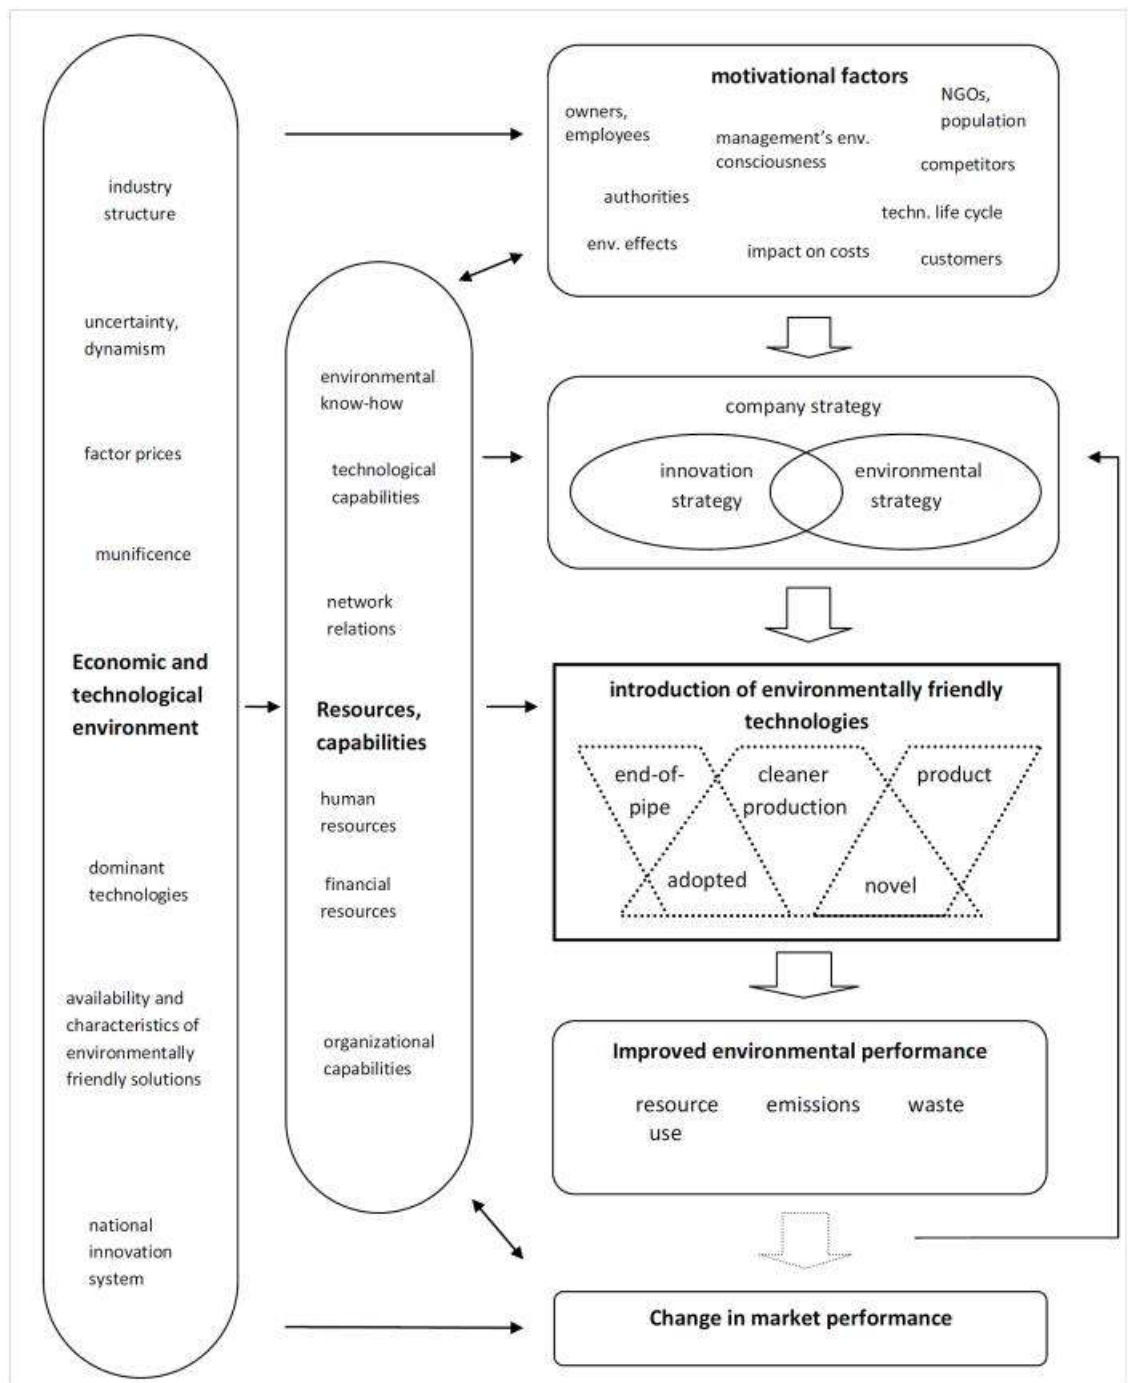 industry
structure
uncertainty,
dynamism
factor prices
munificence
Economic and
technological
environment
dominant
technologies
availability and
characteristics of
environmentally
friendly solutions
national
innovation
system
environmental
know-how
technological
capabilities
network
relations
Resources,
capabilities
human
resources
financial
resources
organizational
capabilities
motivational factors
owners,
employees
management's env.
consciousness
NGOs,
population
competitors
authorities
techn. life cycle
env. effects
impact on costs
customers
company strategy
innovation
strategy
environmental
strategy
introduction of environmentally friendly
technologies
end-of-
pipe
cleaner
production
product
adopted
novel
Improved environmental performance
resource
use
emissions
waste
Change in market performance